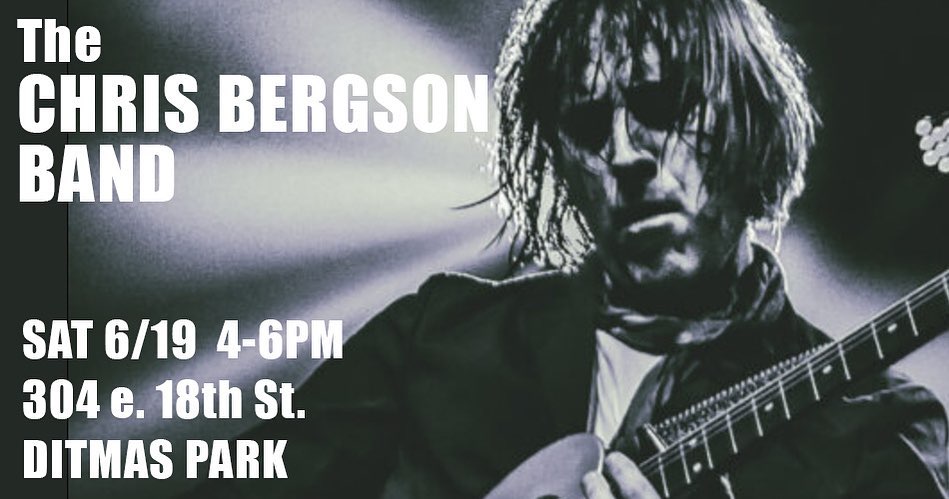 The
CHRIS BERGSON
BAND
SAT 6/19 4-6PM
304 e. 18th St.
DITMAS PARK